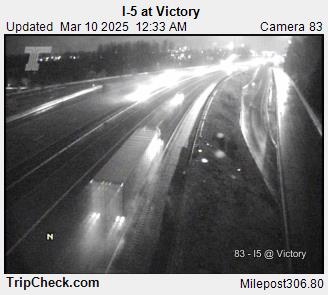 I-5 at Victory
Updated Mar 10 2025 12:33 AM Camera 83
T
N
83 - I5 @ Victory
TripCheck.com Milepost306.80